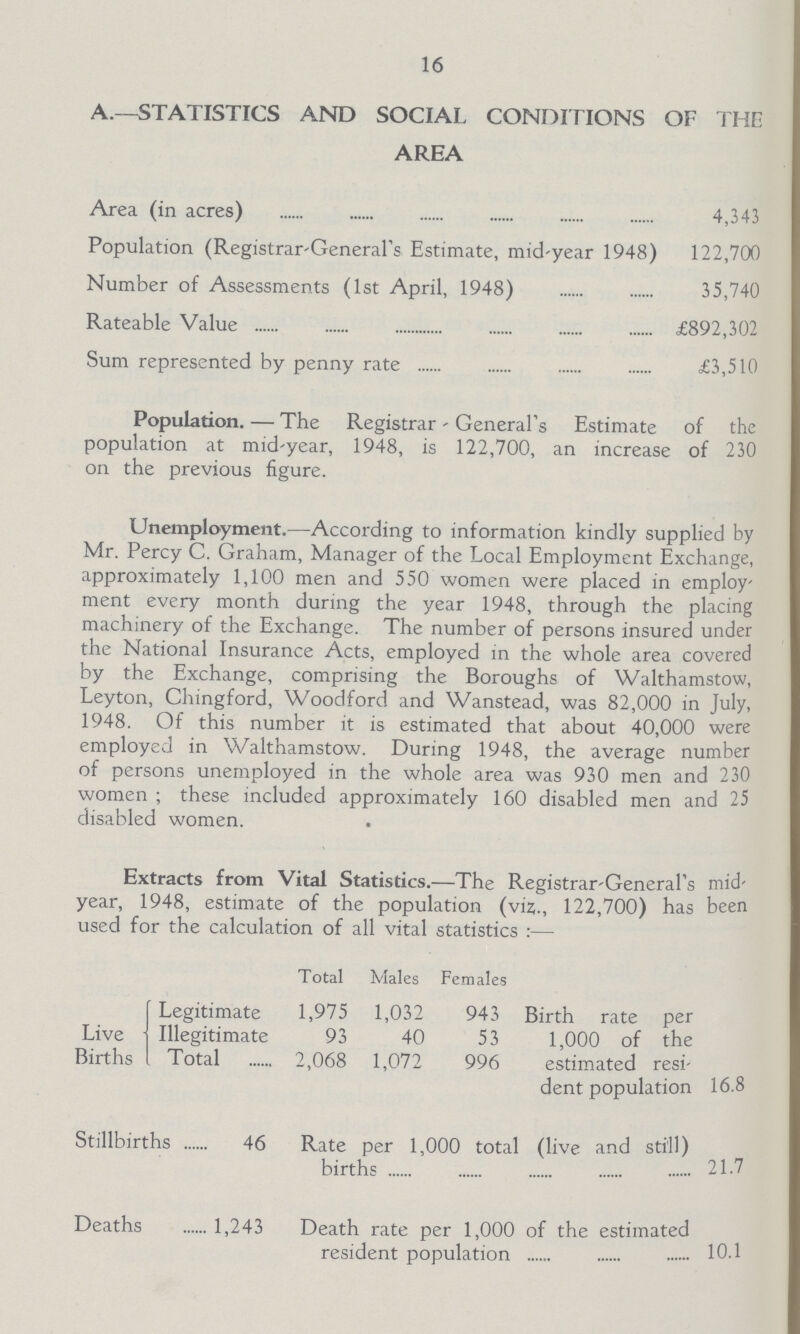 16
A.—STATISTICS AND SOCIAL CONDITIONS OF THE
AREA
Area (in acres) ...... ...... ...... ...... ...... ...... 4,343
Population (Registrar-General's Estimate, mid-year 1948) 122,700
Number of Assessments (1st April, 1948) ...... ...... 35,740
Rateable Value ...... ...... ............ ...... ...... ...... £892,302
Sum represented by penny rate ...... ...... ...... ...... £3,510
Population. — The Registrar - General's Estimate of the
population at mid-year, 1948, is 122,700, an increase of 230
on the previous figure.
Unemployment.—According to information kindly supplied by
Mr. Percy C. Graham, Manager of the Local Employment Exchange,
approximately 1,100 men and 550 women were placed in employ-
ment every month during the year 1948, through the placing
machinery of the Exchange. The number of persons insured under
the National Insurance Acts, employed in the whole area covered
by the Exchange, comprising the Boroughs of Walthamstow,
Leyton, Chingford, Woodford and Wanstead, was 82,000 in July,
1948. Of this number it is estimated that about 40,000 were
employed in Walthamstow. During 1948, the average number
of persons unemployed in the whole area was 930 men and 230
women ; these included approximately 160 disabled men and 25
disabled women.
Extracts from Vital Statistics.—The Registrar-General's mid-
year, 1948, estimate of the population (viz., 122,700) has been
used for the calculation of all vital statistics :—
Total Males Females
Legitimate 1,975 1,032 943 Birth rate per
Live Illegitimate 93 40 53 1,000 of the
Births Total ...... 2,068 1,072 996 estimated resi-
dent population 16.8
Stillbirths ...... 46 Rate per 1,000 total (live and still)
births ...... ...... ...... ...... ...... 21.7
Deaths ...... 1,243 Death rate per 1,000 of the estimated
resident population ...... ...... ...... 10.1